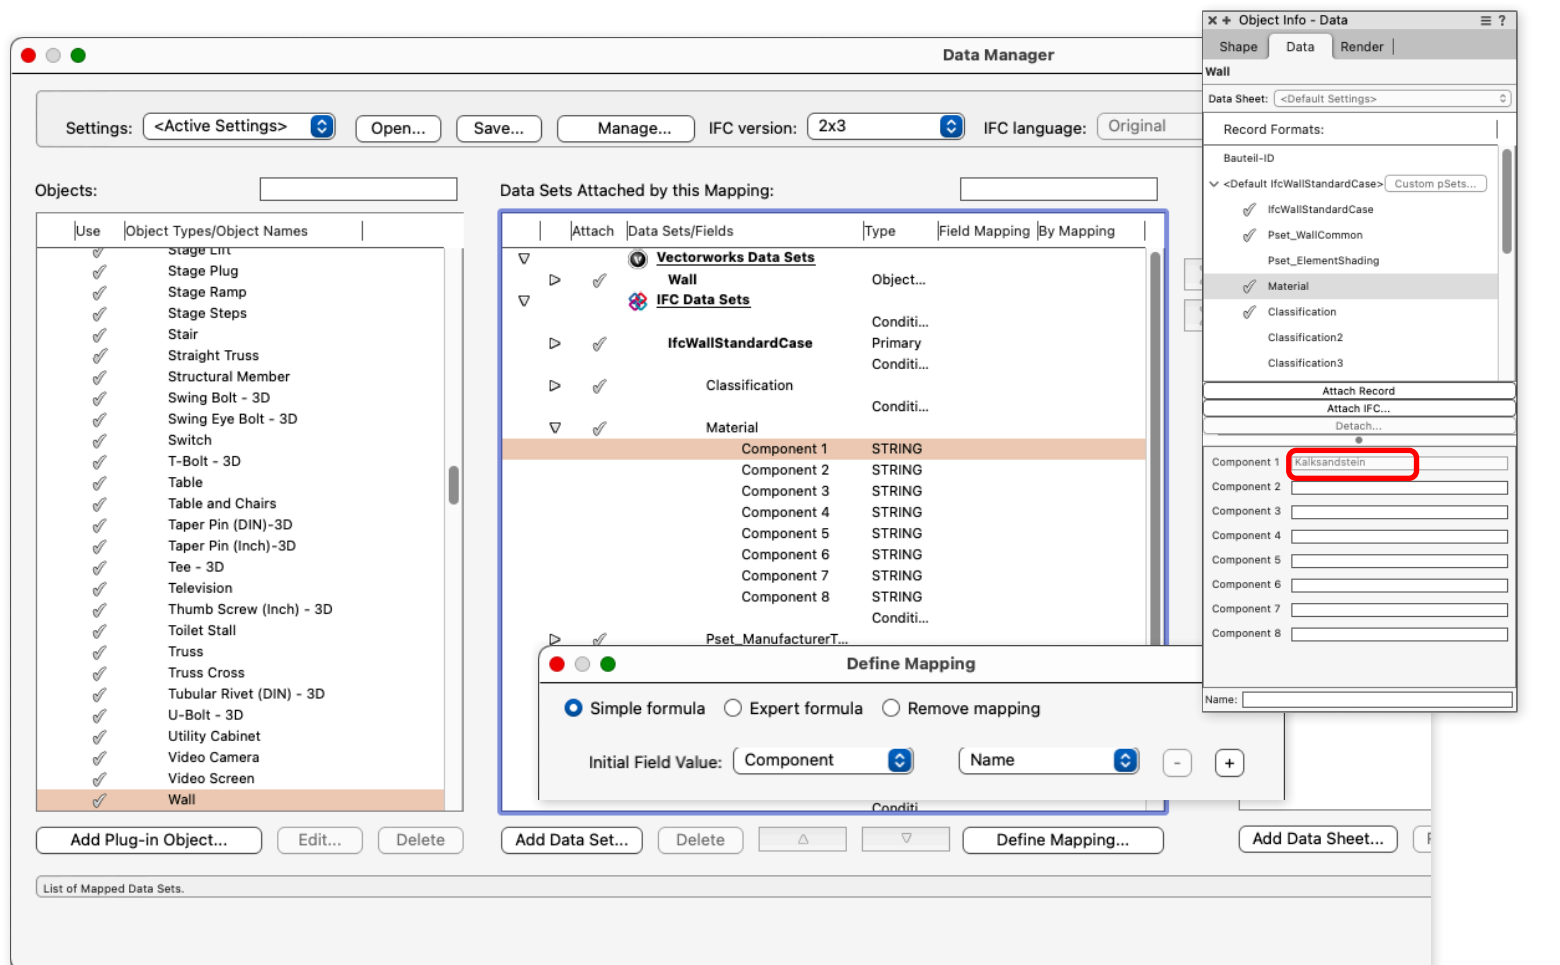 Data Manager
Settings:
<Active Settings>
Open...
Save...
Manage...
IFC version:
2x3
IFC language:
Original
Objects:
Data Sets Attached by this Mapping:
Use
Object Types/Object Names
Stage Lift
Stage Plug
Stage Ramp
Stage Steps
Stair
Straight Truss
Structural Member
Swing Bolt - 3D
Swing Eye Bolt - 3D
Switch
T-Bolt - 3D
Table
Table and Chairs
Taper Pin (DIN)-3D
Taper Pin (Inch)-3D
Tee - 3D
Television
Thumb Screw (Inch) - 3D
Toilet Stall
Truss
Truss Cross
Tubular Rivet (DIN) - 3D
U-Bolt - 3D
Utility Cabinet
Video Camera
Video Screen
Wall
Attach
Data Sets/Fields
Type
Field Mapping
By Mapping
Vectorworks Data Sets
Wall
Object...
IFC Data Sets
Conditi...
IfcWallStandardCase
Primary
Conditi...
Classification
Conditi...
Material
Component 1 STRING
Component 2 STRING
Component 3 STRING
Component 4 STRING
Component 5 STRING
Component 6 STRING
Component 7 STRING
Component 8 STRING
Conditi...
Pset_ManufacturerT...
Define Mapping
Simple formula
Expert formula
Remove mapping
Initial Field Value:
Component
Name
-
+
Conditi
Add Plug-in Object...
Edit...
Delete
Add Data Set...
Delete
Define Mapping...
Add Data Sheet...
List of Mapped Data Sets.
Object Info - Data
?
Shape
Data
Render
Wall
Data Sheet:
<Default Settings>
Record Formats:
Bauteil-ID
<Default IfcWallStandardCase>
Custom pSets...
IfcWallStandardCase
Pset_WallCommon
Pset_ElementShading
Material
Classification
Classification2
Classification3
Attach Record
Attach IFC...
Detach...
Component 1
Kalksandstein
Component 2
Component 3
Component 4
Component 5
Component 6
Component 7
Component 8
Name: